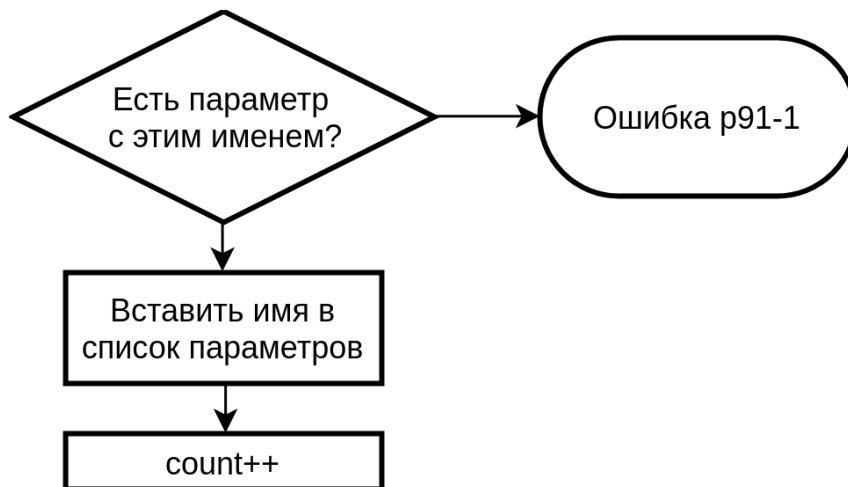 Есть параметр
с этим именем?
Ошибка p91-1
Вставить имя в
список параметров
count++